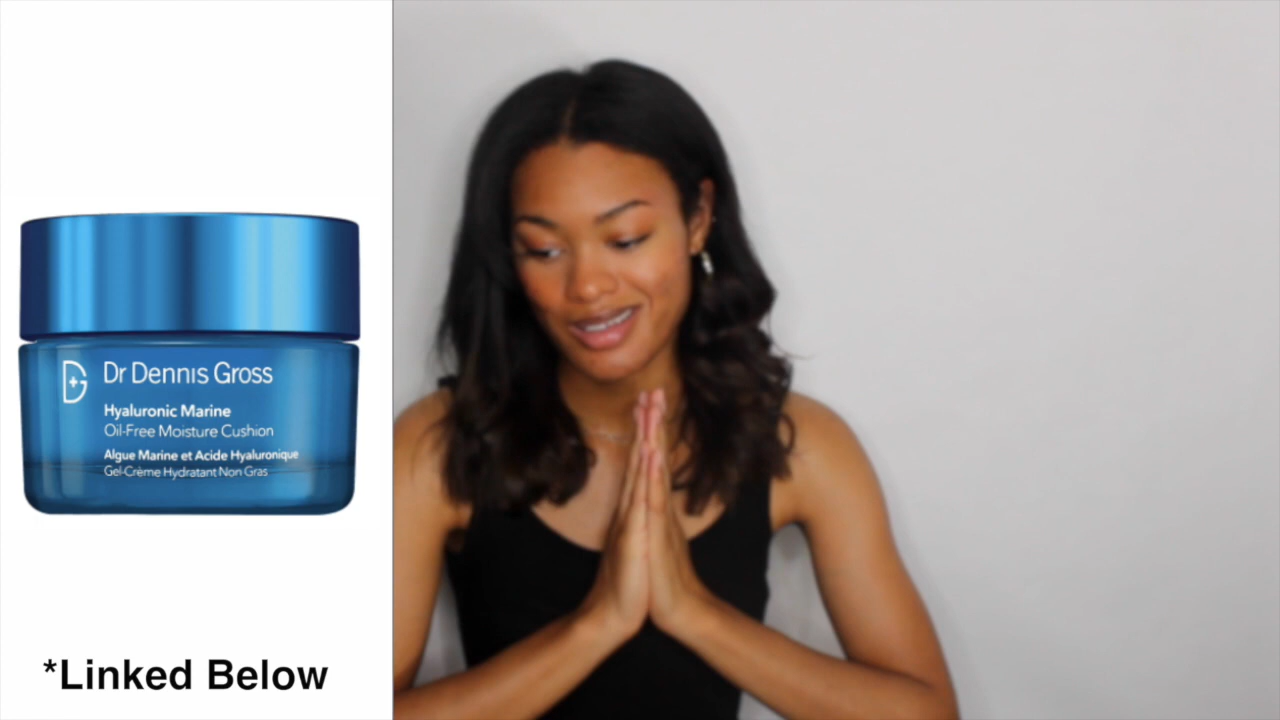 Dr Dennis Gross
Hyaluronic Marine
Oil-Free Moisture Cushion
Algue Marine et Acide Hyaluronique
Gel-Crème Hydratant Non Gras
*Linked Below